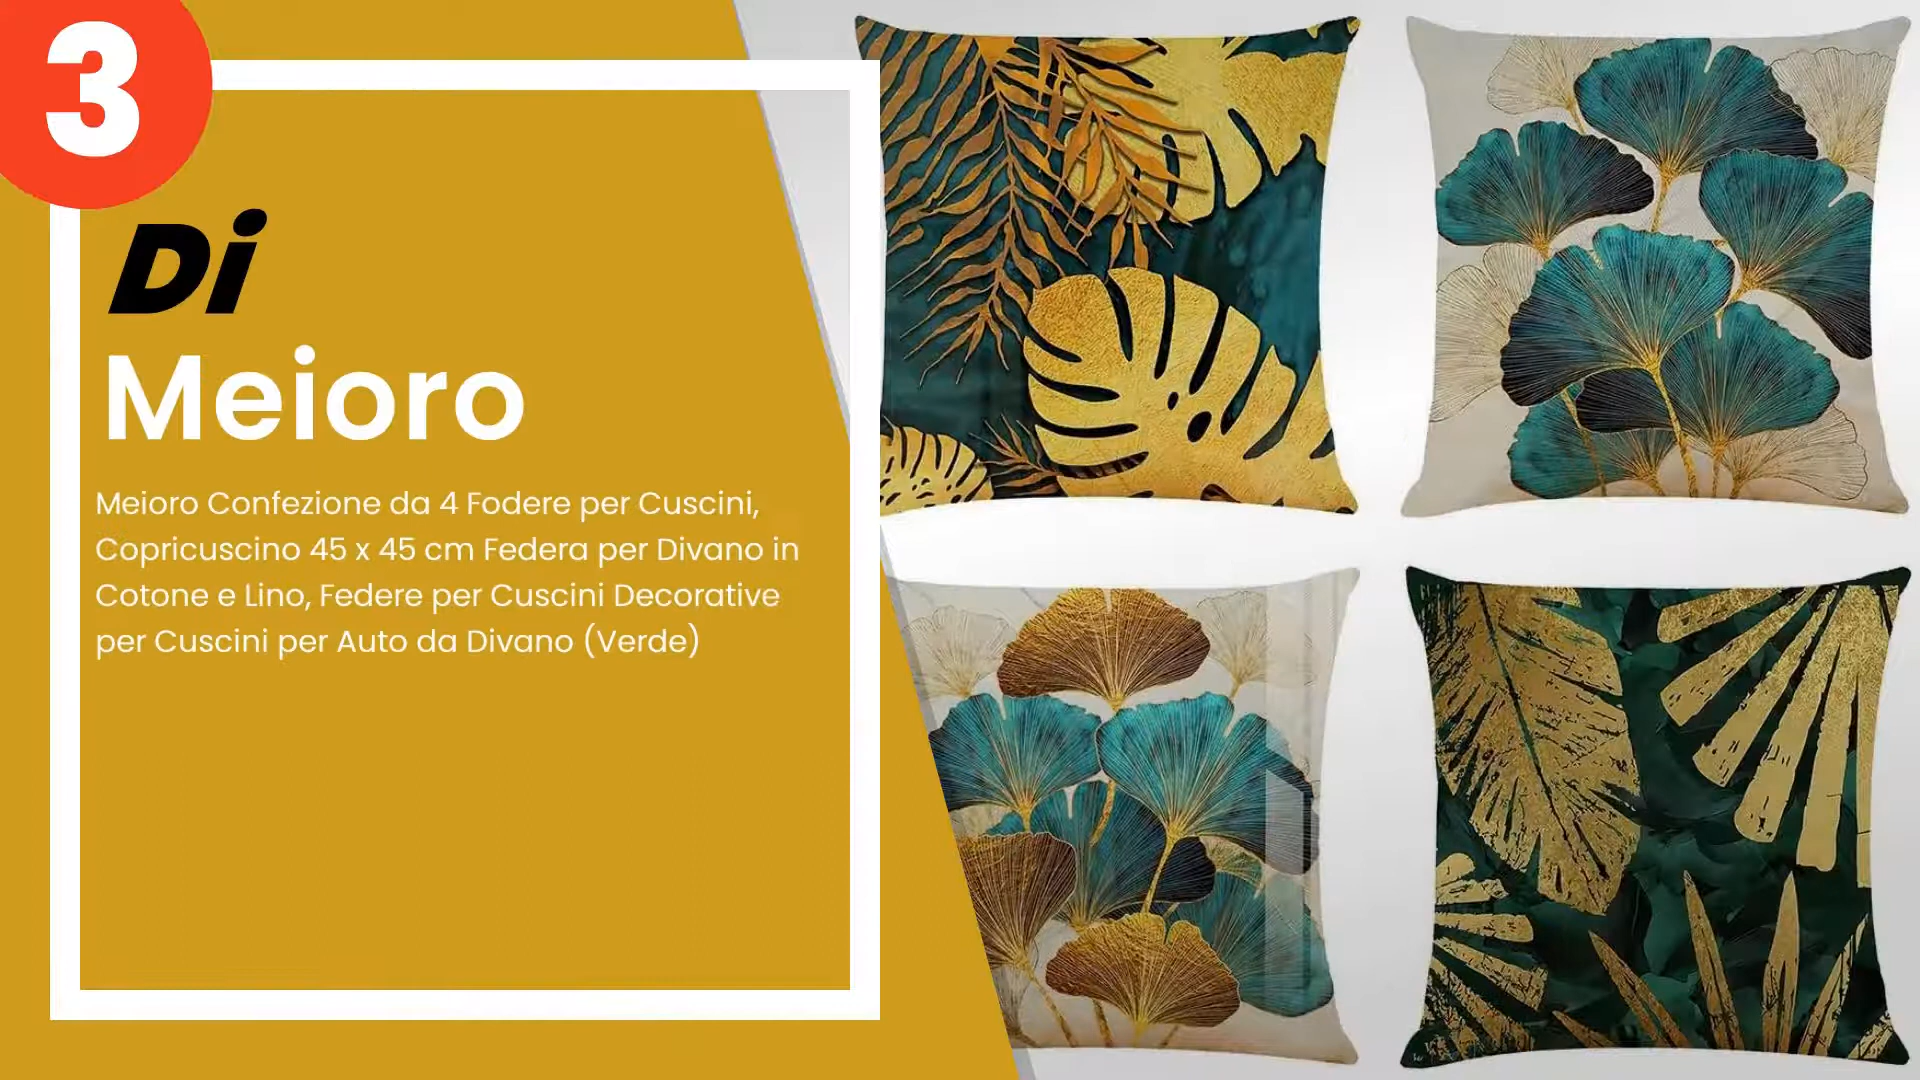 3
Di
Meioro
Meioro Confezione da 4 Fodere per Cuscini,
Copricuscino 45 x 45 cm Federa per Divano in
Cotone e Lino, Federe per Cuscini Decorative
per Cuscini per Auto da Divano (Verde)